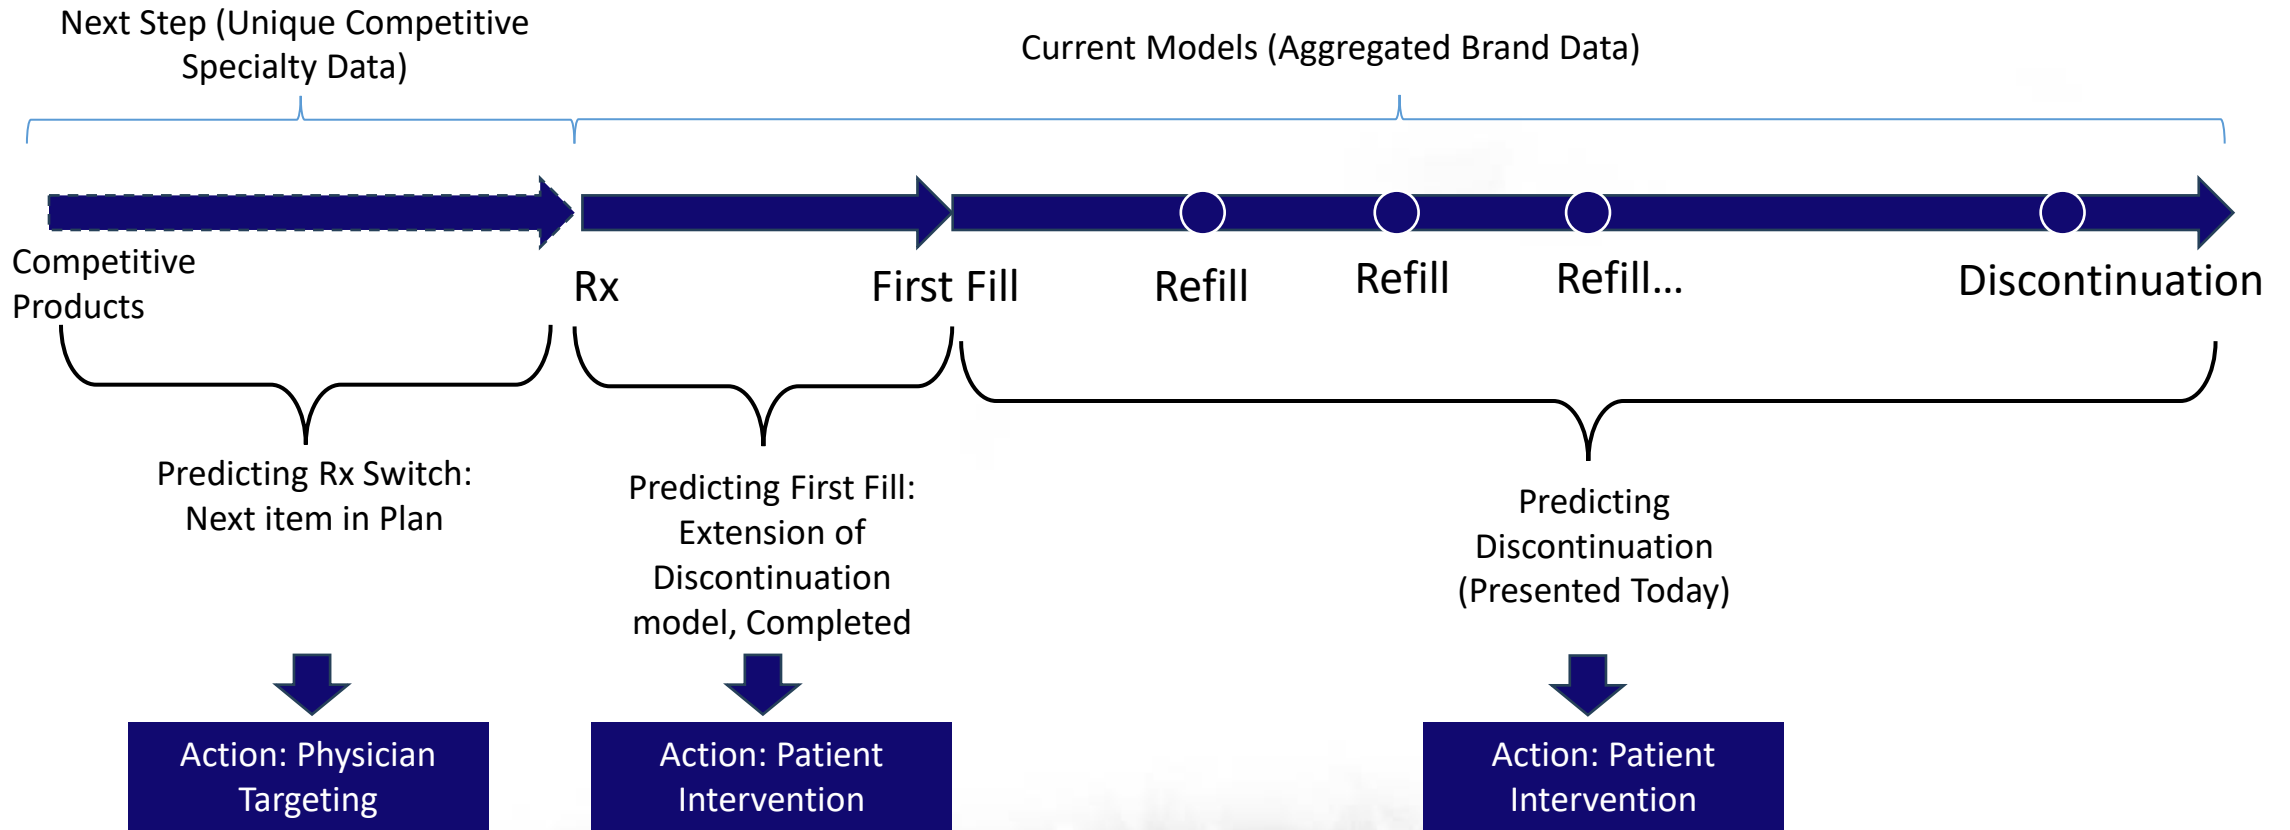 Next Step (Unique Competitive
Specialty Data)
Current Models (Aggregated Brand Data)
Competitive
Products
Rx
First Fill
Refill
Refill
Refill...
Discontinuation
Predicting Rx Switch:
Next item in Plan
Predicting First Fill:
Extension of
Discontinuation
model, Completed
Predicting
Discontinuation
(Presented Today)
Action: Physician
Targeting
Action: Patient
Intervention
Action: Patient
Intervention